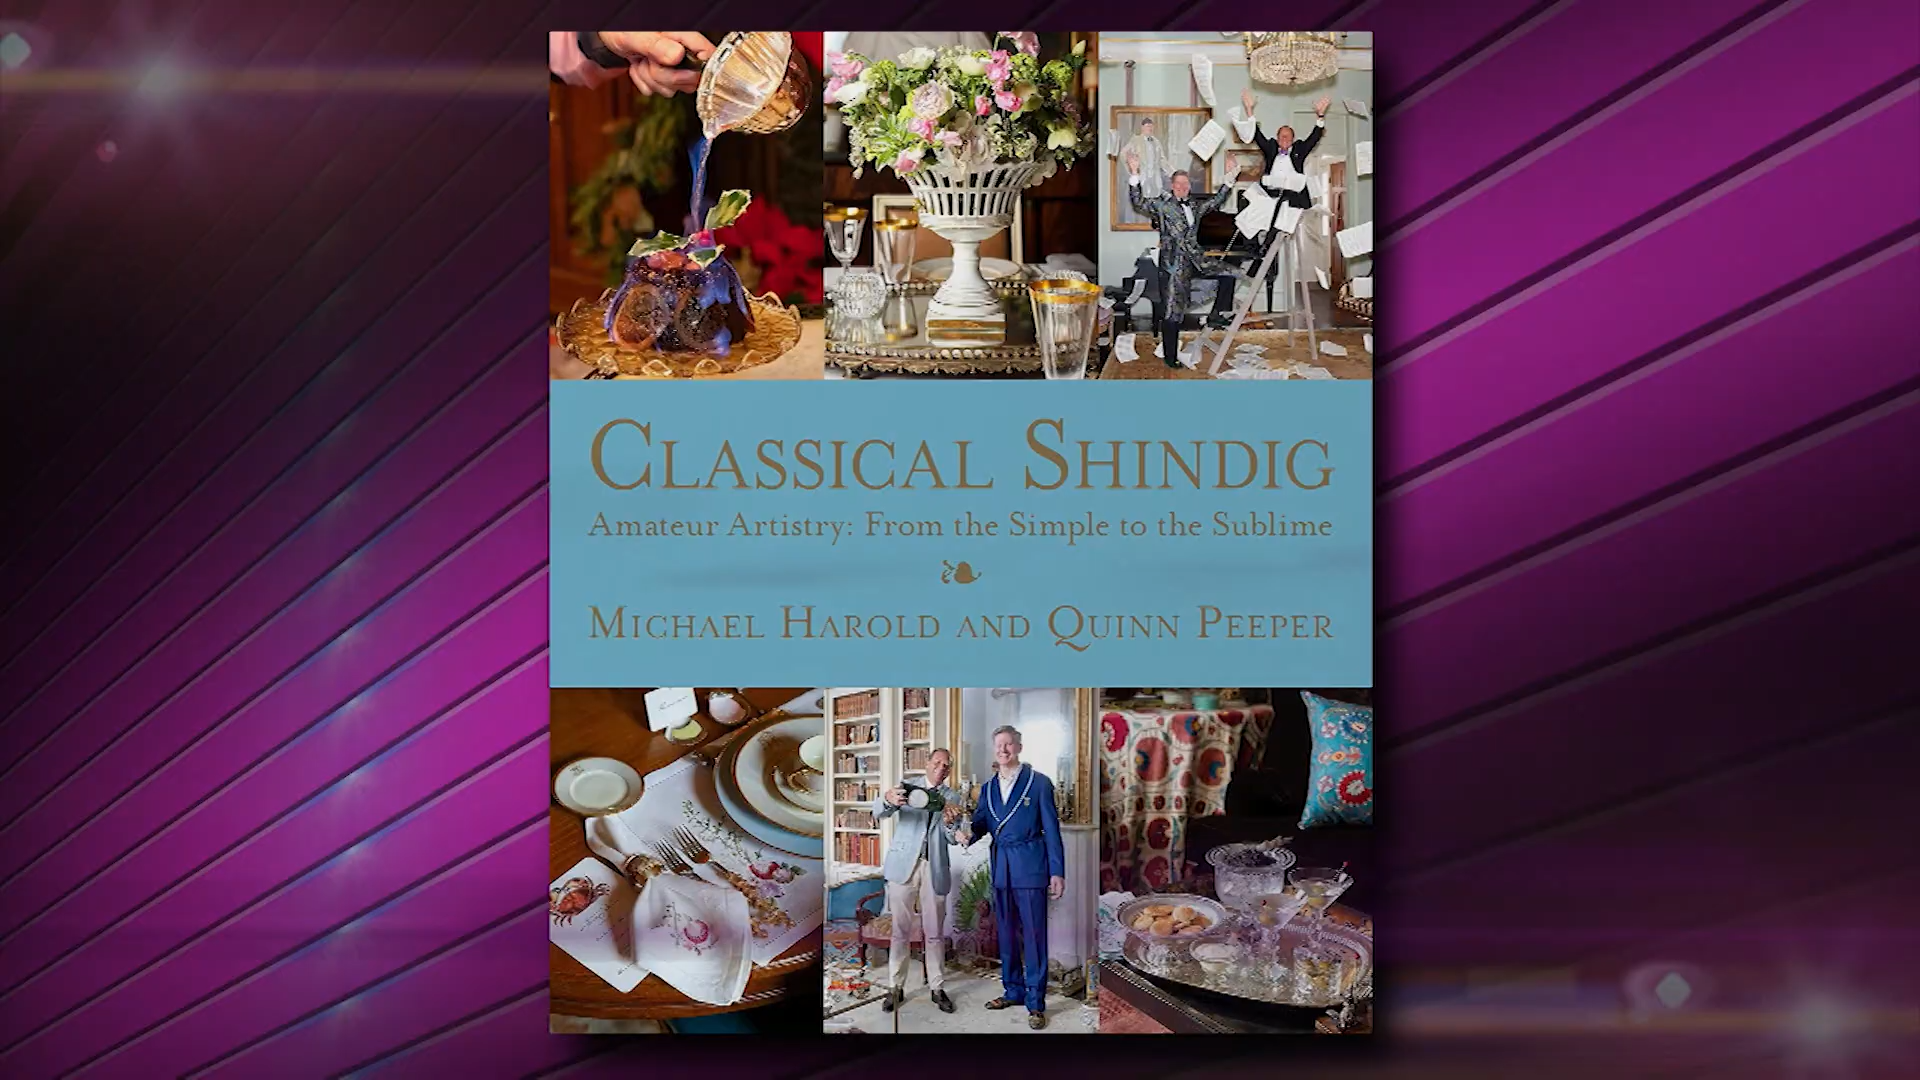 CLASSICAL SHINDIG
Amateur Artistry: From the Simple to the Sublime
MICHAEL HAROLD AND QUINN PEEPER